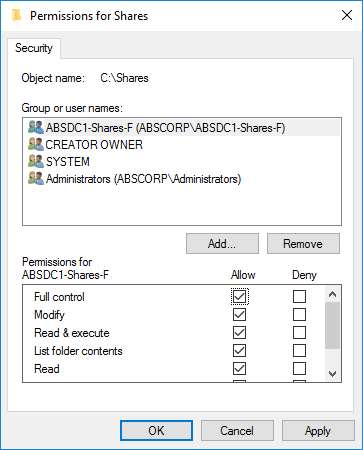 Permissions for Shares
Security
Object name: C:\Shares
Group or user names:
ABSDC1-Shares-F (ABSCORP\ABSDC1-Shares-F)
CREATOR OWNER
SYSTEM
Administrators (ABSCORP\Administrators)
Add... Remove
Permissions for
ABSDC1-Shares-F Allow Deny
Full control
Modify
Read & execute
List folder contents
Read
OK Cancel Apply